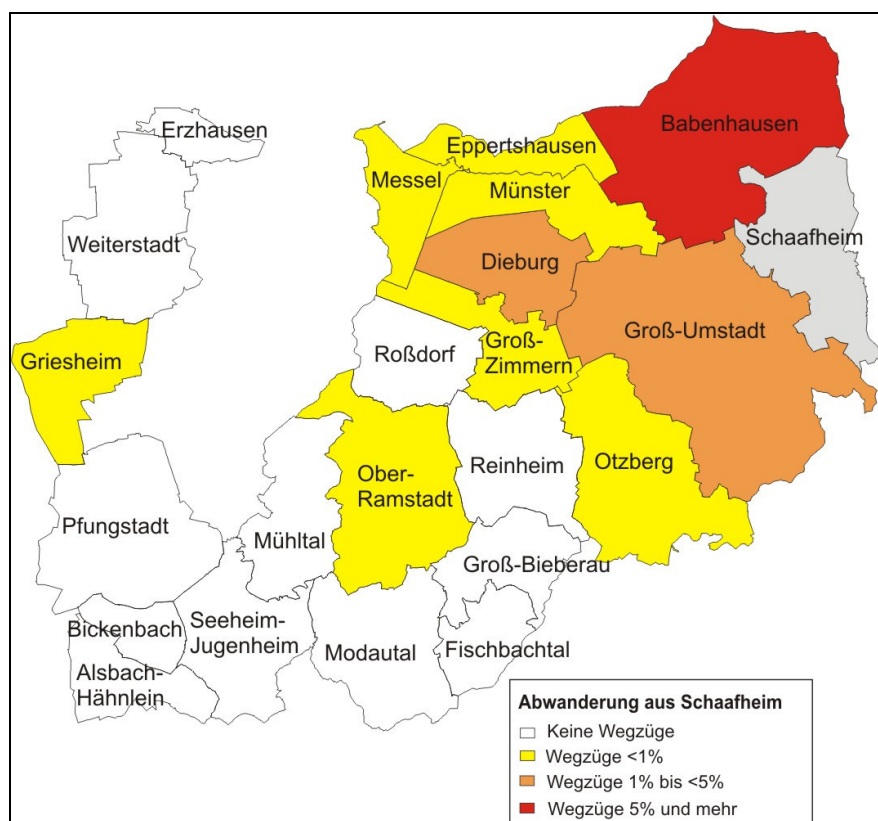 Erzhausen
Babenhausen
Eppertshausen
Messel
Münster
Weiterstadt
Schaafheim
Dieburg
Groß-Umstadt
Griesheim
Roßdorf
Groß-
Zimmern
Ober-
Ramstadt
Reinheim
Otzberg
Pfungstadt
Mühltal
Groß-Bieberau
Bickenbach
Seeheim-
Jugenheim
Modautal
Fischbachtal
Alsbach-
Hähnlein
Abwanderung aus Schaafheim
Keine Wegzüge
Wegzüge <1%
Wegzüge 1% bis <5%
Wegzüge 5% und mehr